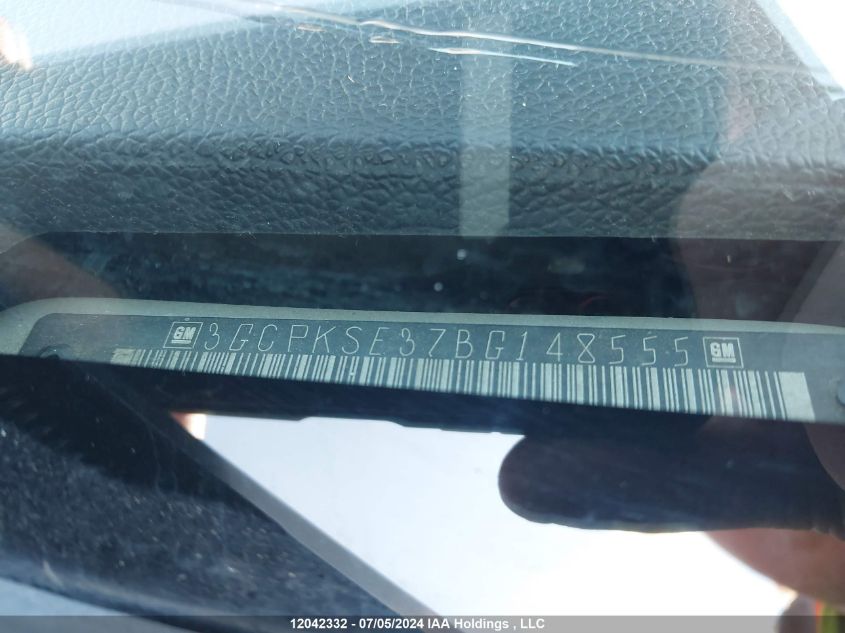 GM 3GCPKSE37BG148555 GM
12042332 - 07/05/2024 IAA Holdings , LLC